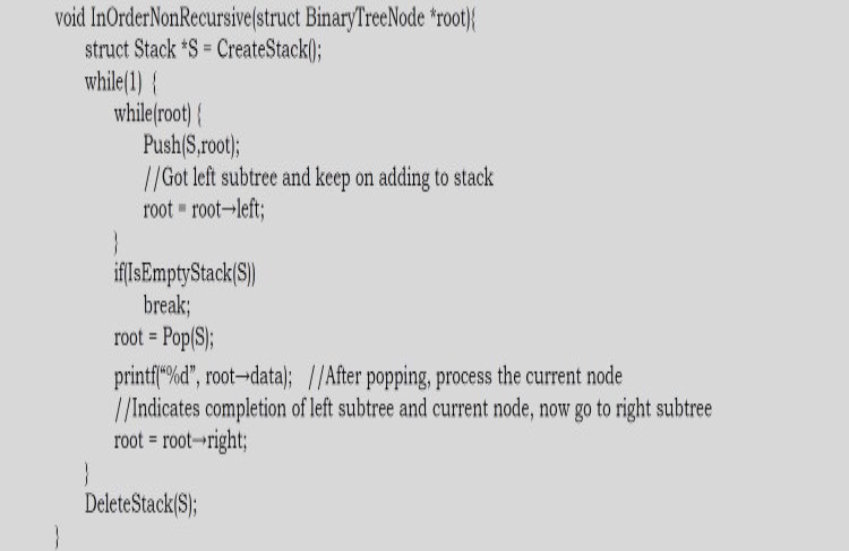 void InOrderNonRecursive(struct BinaryTreeNode *root){
struct Stack *S = CreateStack();
while(1) {
while(root) {
Push(S,root);
//Got left subtree and keep on adding to stack
root = root→left;
}
if(IsEmptyStack(S))
break;
root = Pop(S);
printf(“%d”, root→data); //After popping, process the current node
//Indicates completion of left subtree and current node, now go to right subtree
root = root→right;
}
DeleteStack(S);
}